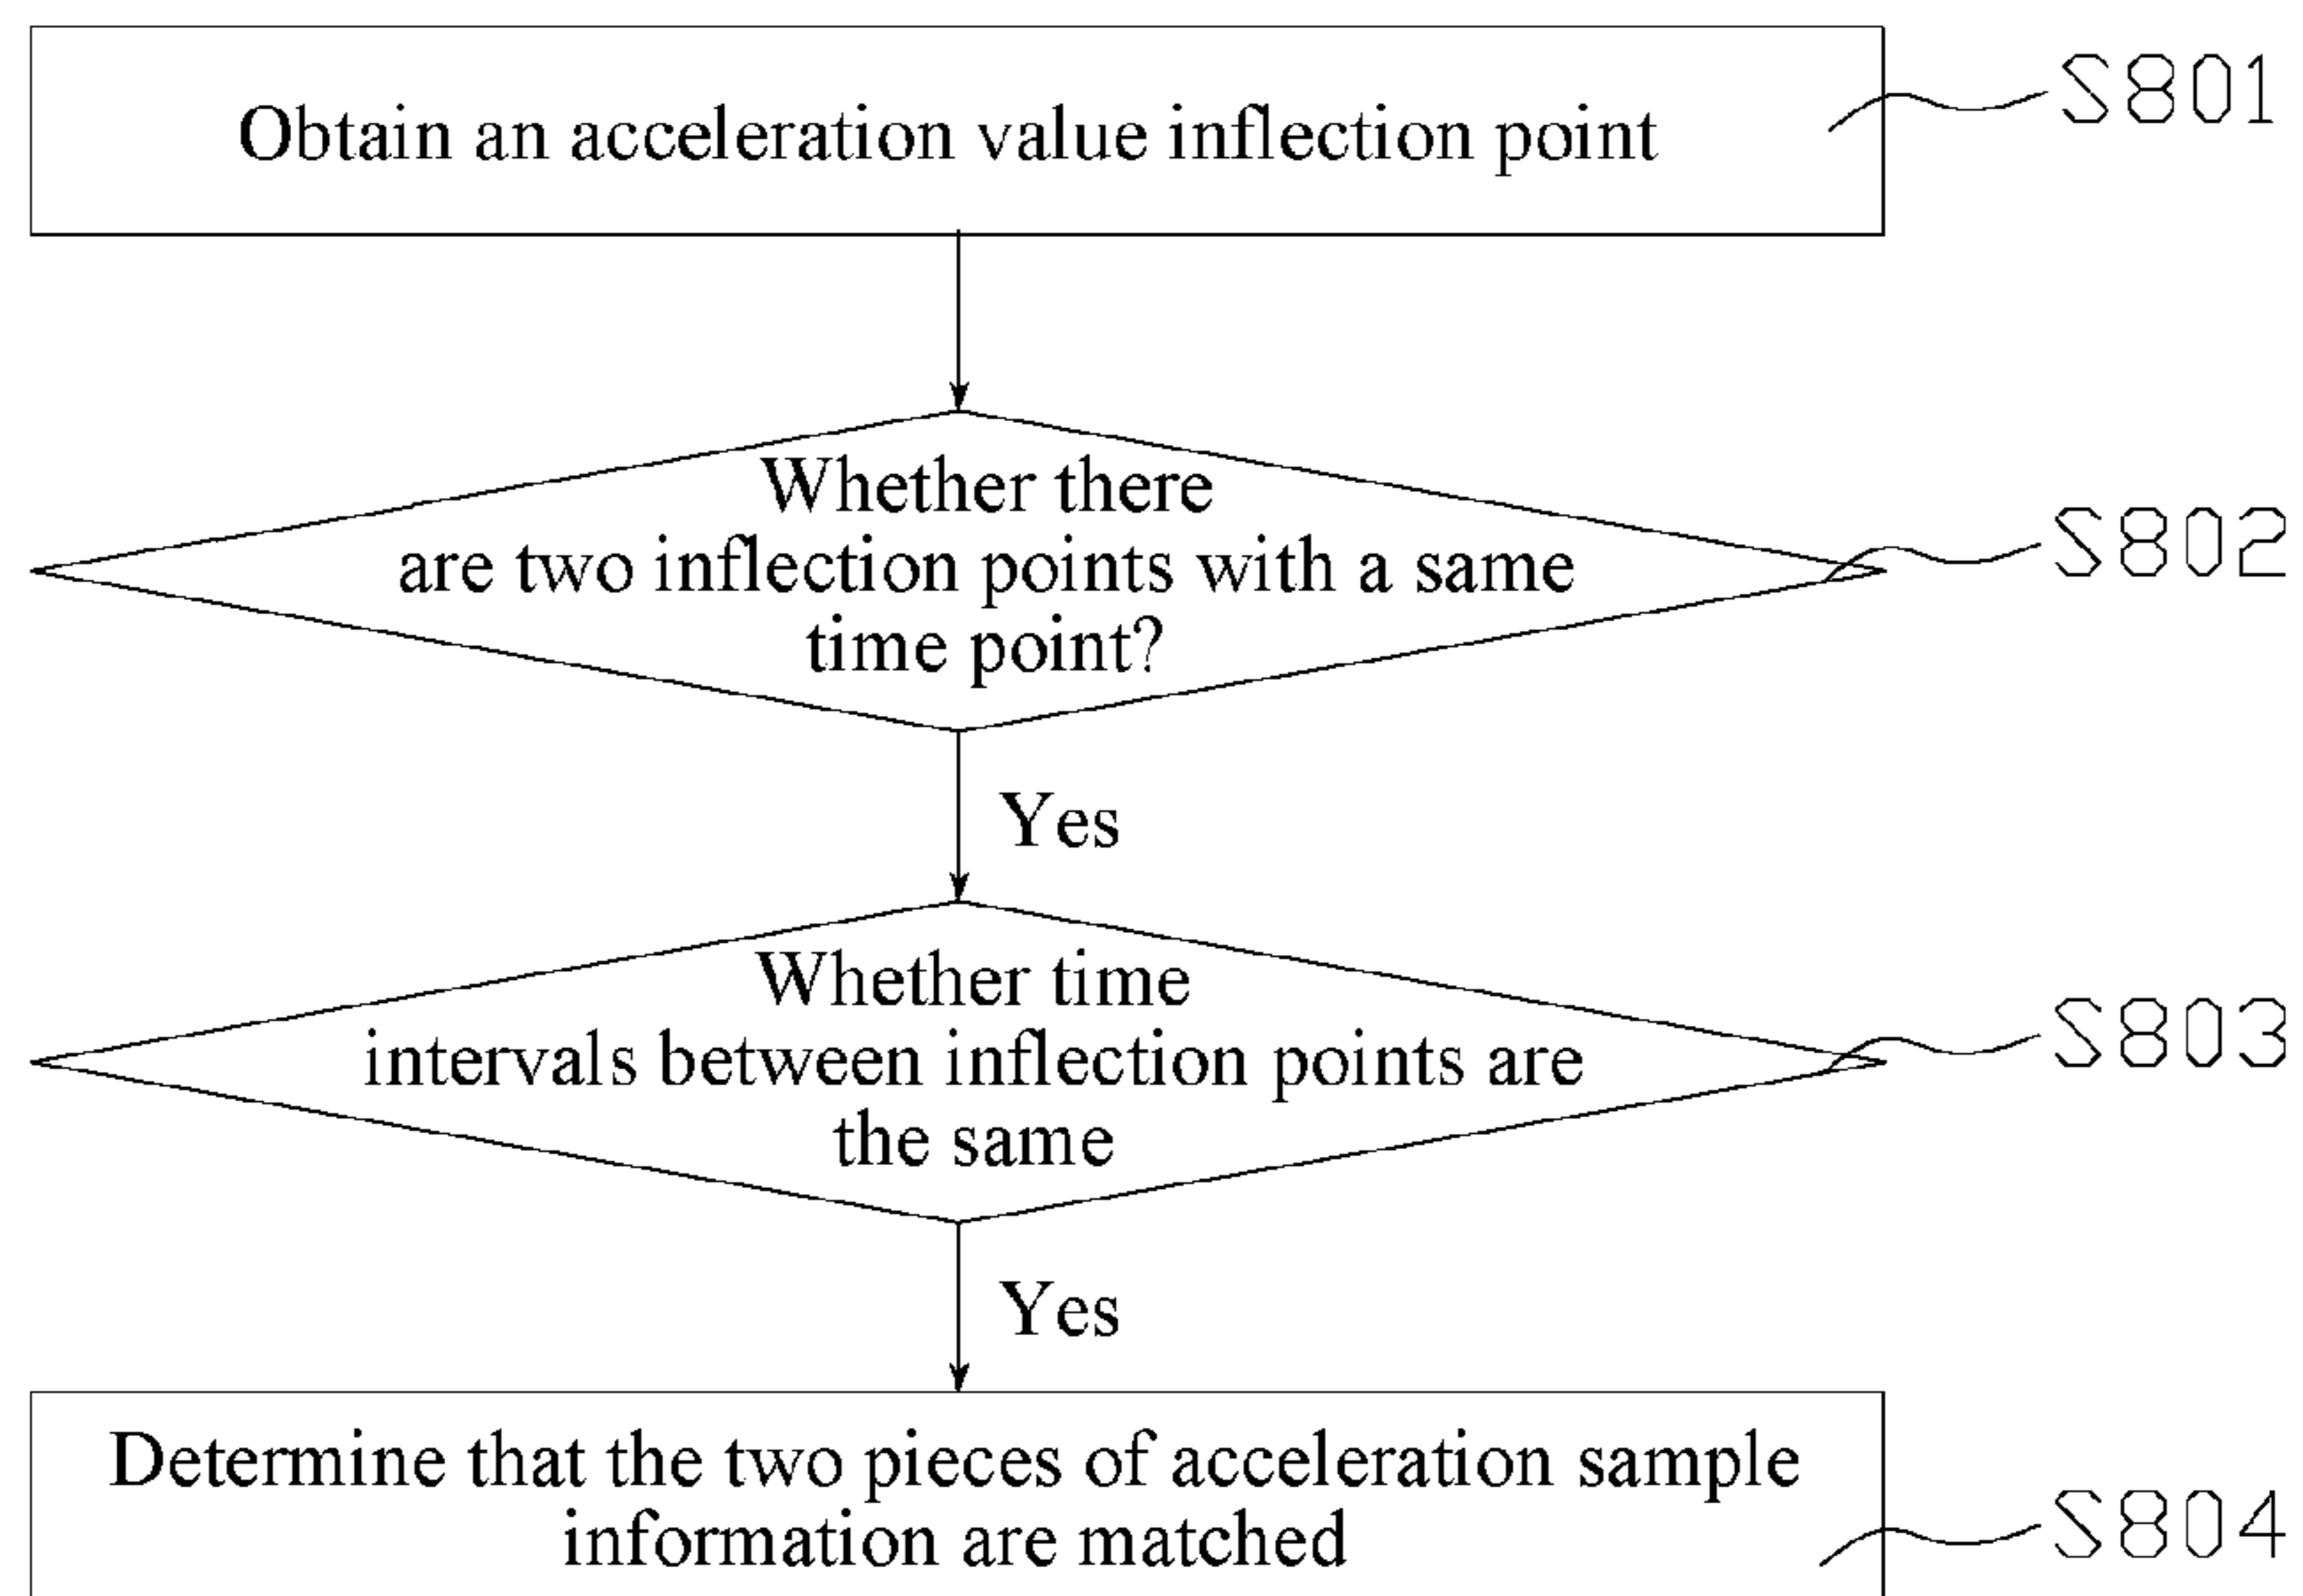 Obtain an acceleration value inflection point
S801
Whether there
are two inflection points with a same
time point?
S802
Yes
Whether time
intervals between inflection points are
the same
S803
Yes
Determine that the two pieces of acceleration sample
information are matched
S804